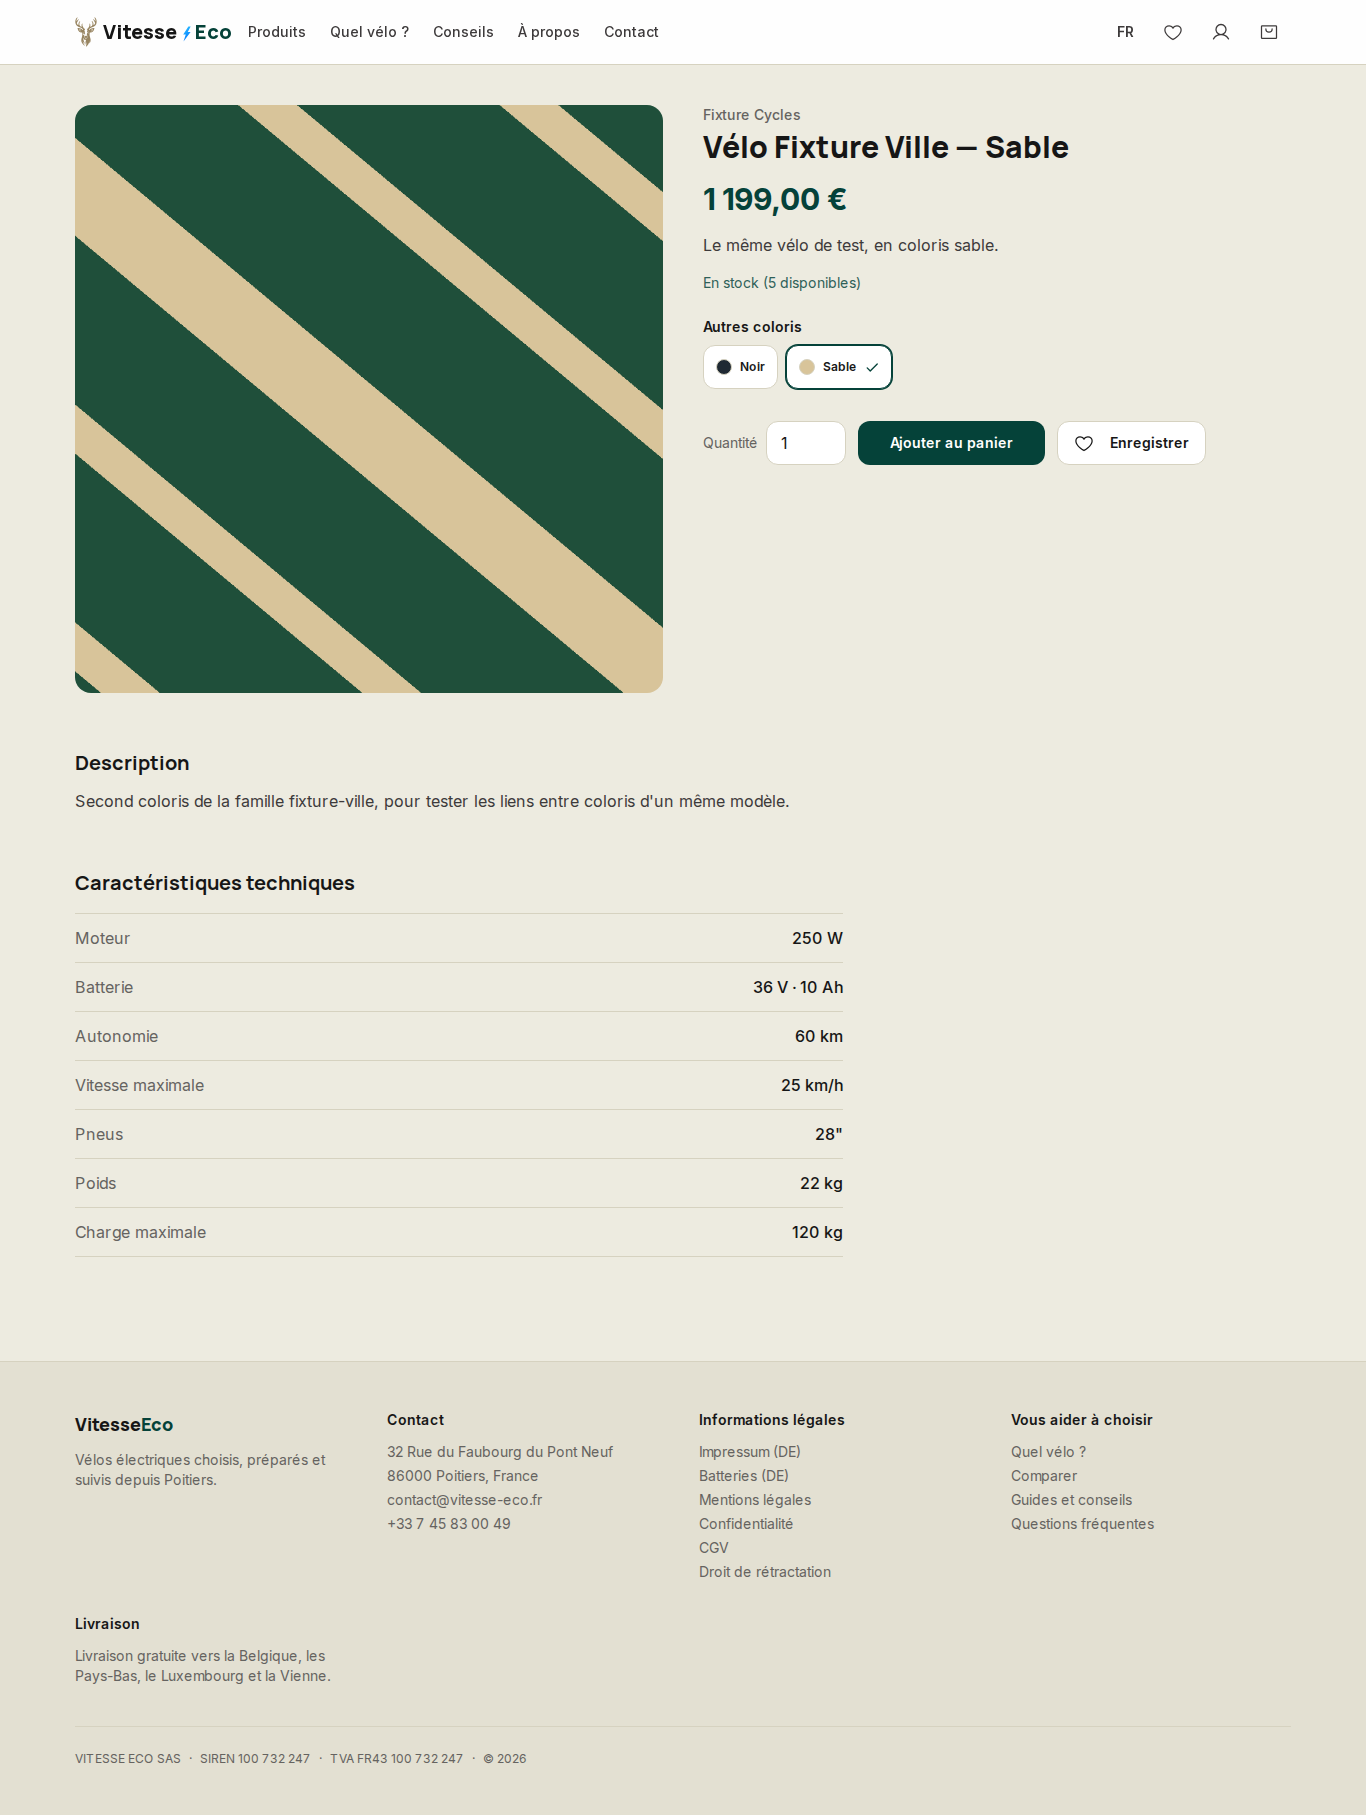 Vitesse Eco
Produits
Quel vélo ?
Conseils
À propos
Contact
FR
Fixture Cycles
Vélo Fixture Ville — Sable
1 199,00 €
Le même vélo de test, en coloris sable.
En stock (5 disponibles)
Autres coloris
Noir
Sable
Quantité
1
Ajouter au panier
Enregistrer
Description
Second coloris de la famille fixture-ville, pour tester les liens entre coloris d'un même modèle.
Caractéristiques techniques
Moteur 250 W
Batterie 36 V · 10 Ah
Autonomie 60 km
Vitesse maximale 25 km/h
Pneus 28"
Poids 22 kg
Charge maximale 120 kg
VitesseEco
Vélos électriques choisis, préparés et
suivis depuis Poitiers.
Contact
32 Rue du Faubourg du Pont Neuf
86000 Poitiers, France
contact@vitesse-eco.fr
+33 7 45 83 00 49
Informations légales
Impressum (DE)
Batteries (DE)
Mentions légales
Confidentialité
CGV
Droit de rétractation
Vous aider à choisir
Quel vélo ?
Comparer
Guides et conseils
Questions fréquentes
Livraison
Livraison gratuite vers la Belgique, les
Pays-Bas, le Luxembourg et la Vienne.
VITESSE ECO SAS · SIREN 100 732 247 · TVA FR43 100 732 247 · © 2026